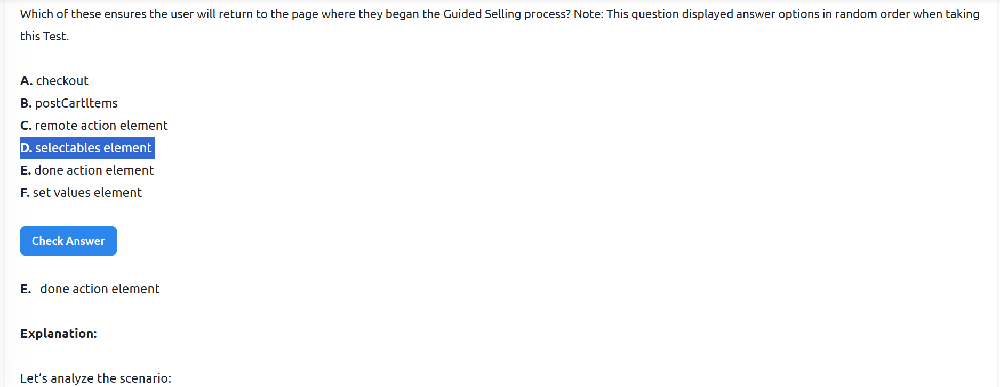 Which of these ensures the user will return to the page where they began the Guided Selling process? Note: This question displayed answer options in random order when taking
this Test.
A. checkout
B. postCartltems
C. remote action element
D. selectables element
E. done action element
F. set values element
Check Answer
E. done action element
Explanation:
Let’s analyze the scenario: